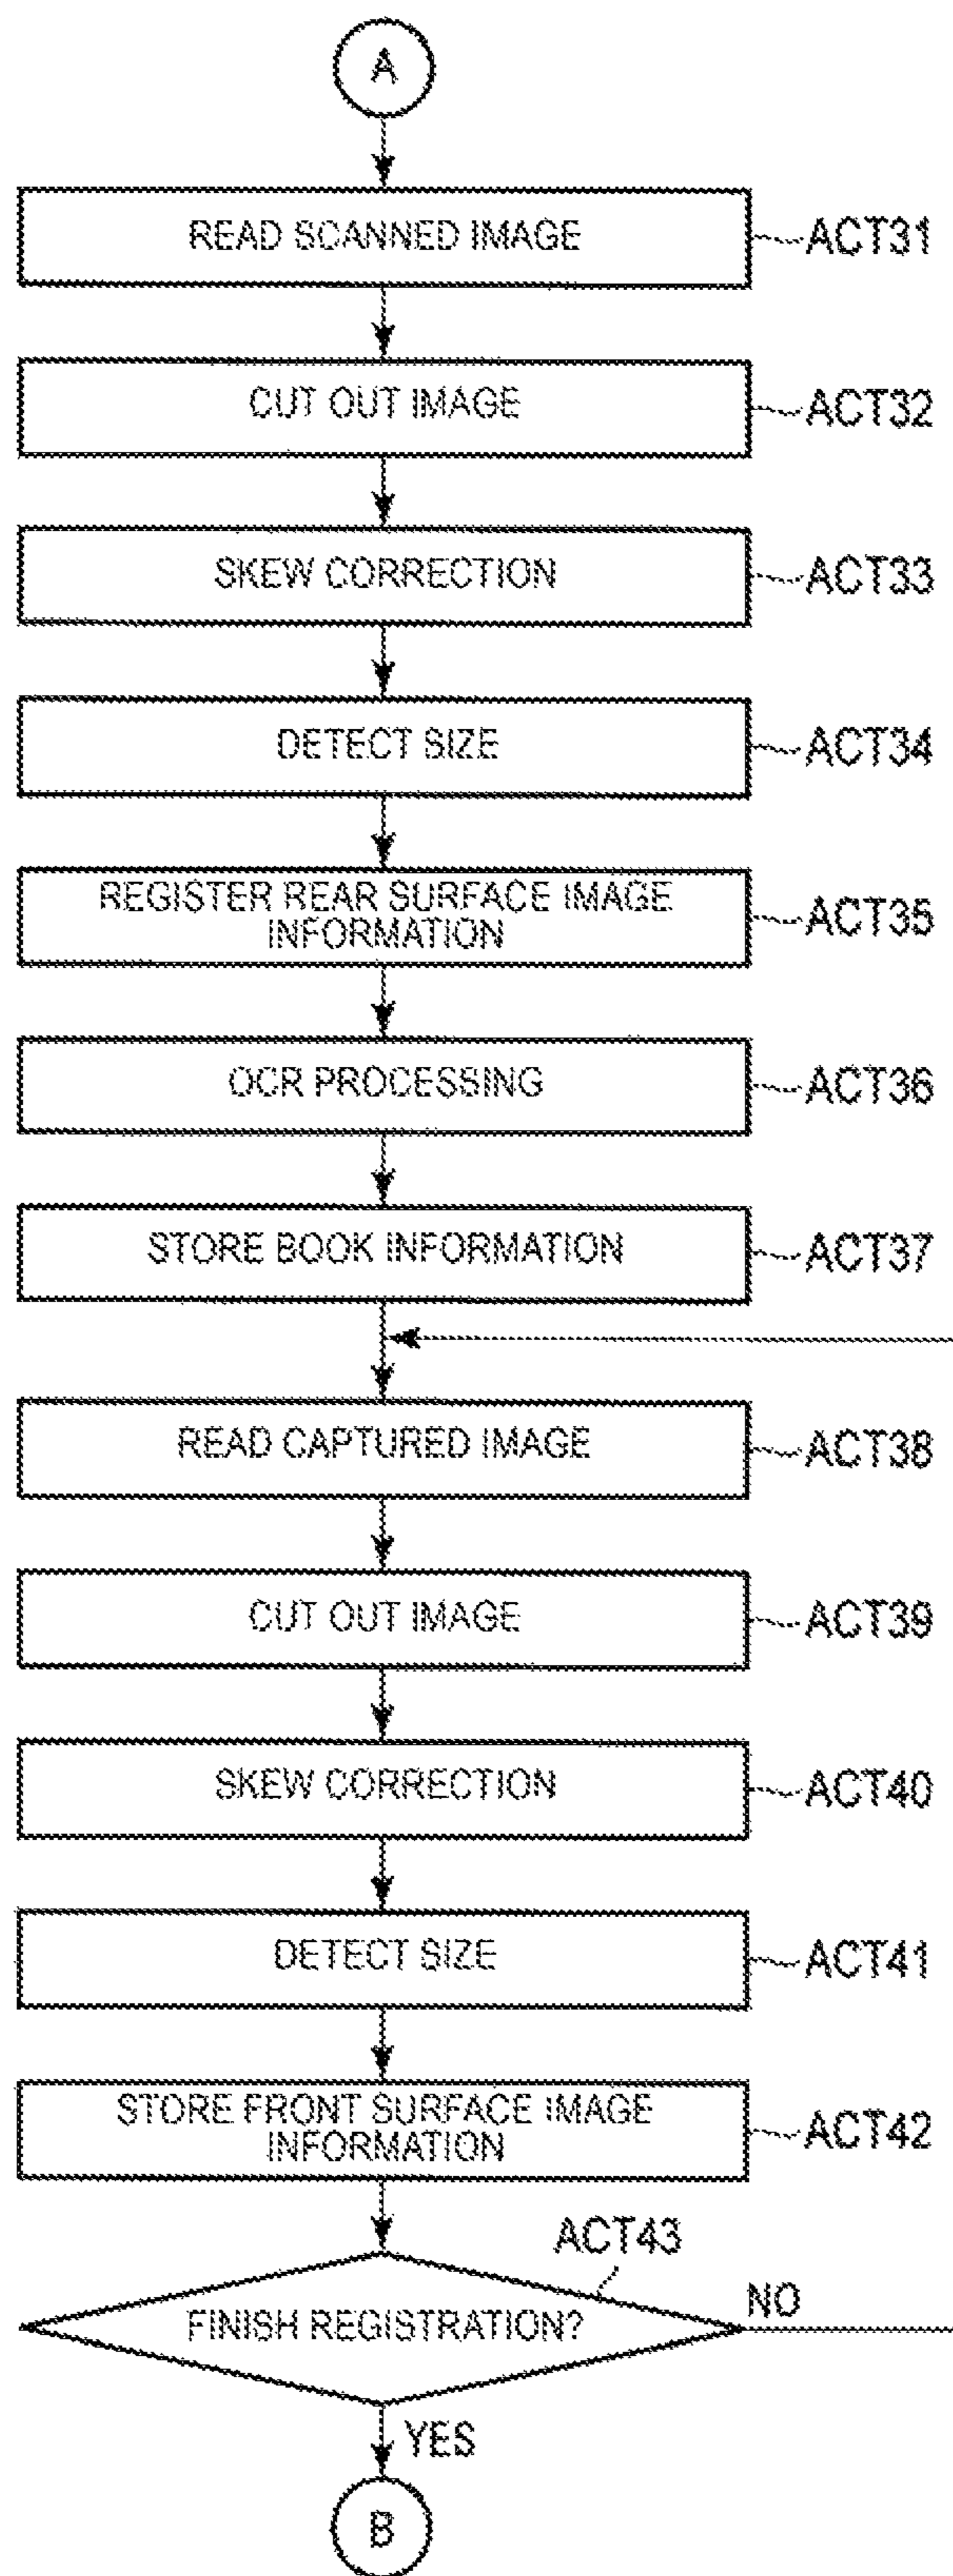 A
READ SCANNED IMAGE
ACT31
CUT OUT IMAGE
ACT32
SKEW CORRECTION
ACT33
DETECT SIZE
ACT34
REGISTER REAR SURFACE IMAGE
INFORMATION
ACT35
OCR PROCESSING
ACT36
STORE BOOK INFORMATION
ACT37
READ CAPTURED IMAGE
ACT38
CUT OUT IMAGE
ACT39
SKEW CORRECTION
ACT40
DETECT SIZE
ACT41
STORE FRONT SURFACE IMAGE
INFORMATION
ACT42
ACT43
FINISH REGISTRATION?
NO
YES
B